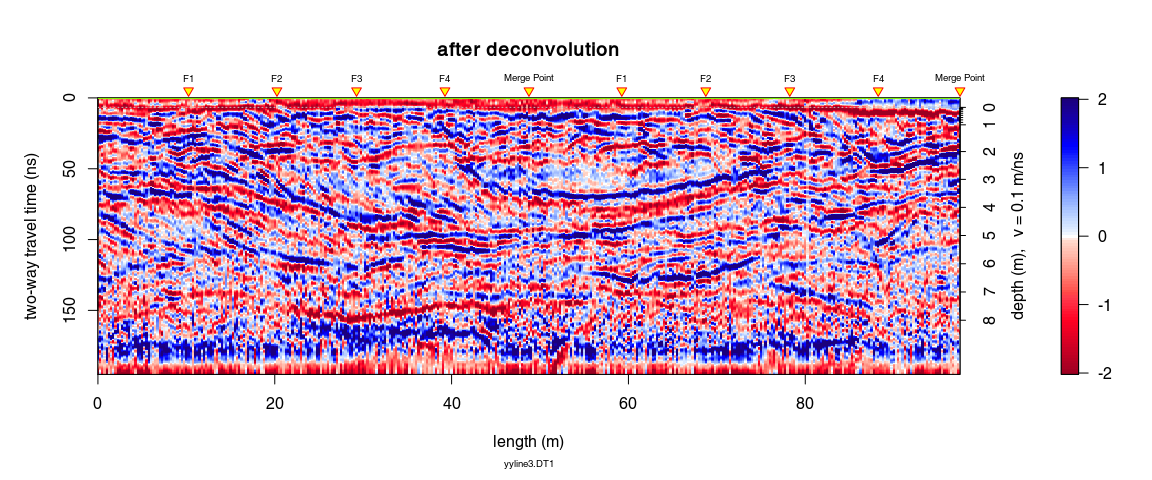 after deconvolution
F1 F2 F3 F4 Merge Point F1 F2 F3 F4 Merge Point
two-way travel time (ns)
0 50 100 150
0 1 2 3 4 5 6 7 8
depth (m), v = 0.1 m/ns
2 1 0 -1 -2
0 20 40 60 80
length (m)
yyline3.DT1